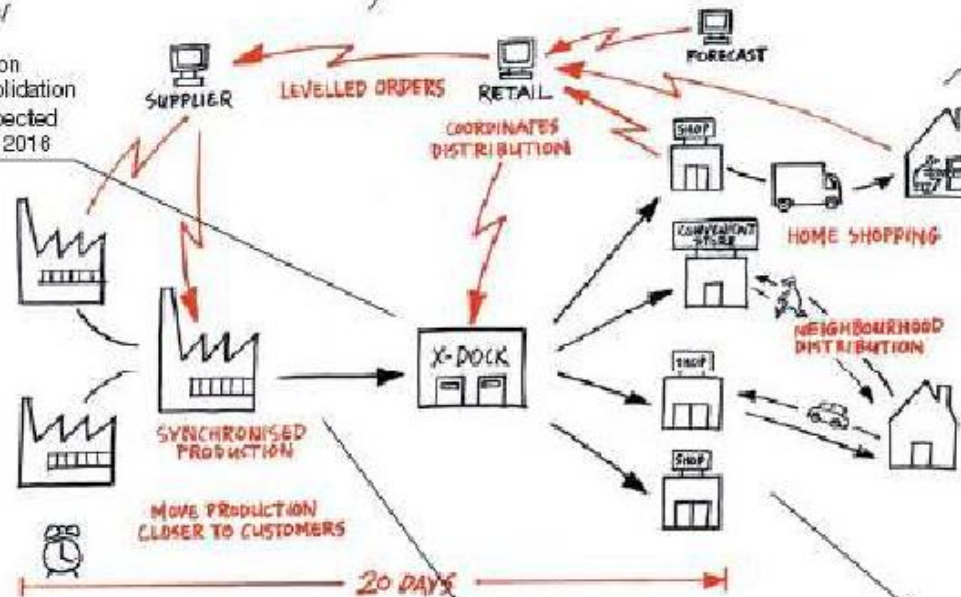 on
olidation
pected
2016
SUPPLIER
LEVELLED ORDERS
RETAIL
FORECAST
COORDINATES
DISTRIBUTION
SHOP
CONVENIENT
STORE
HOME SHOPPING
X-DOCK
NEIGHBOURHOOD
DISTRIBUTION
SHOP
SYNCHRONISED
PRODUCTION
SHOP
MOVE PRODUCTION
CLOSER TO CUSTOMERS
20 DAYS